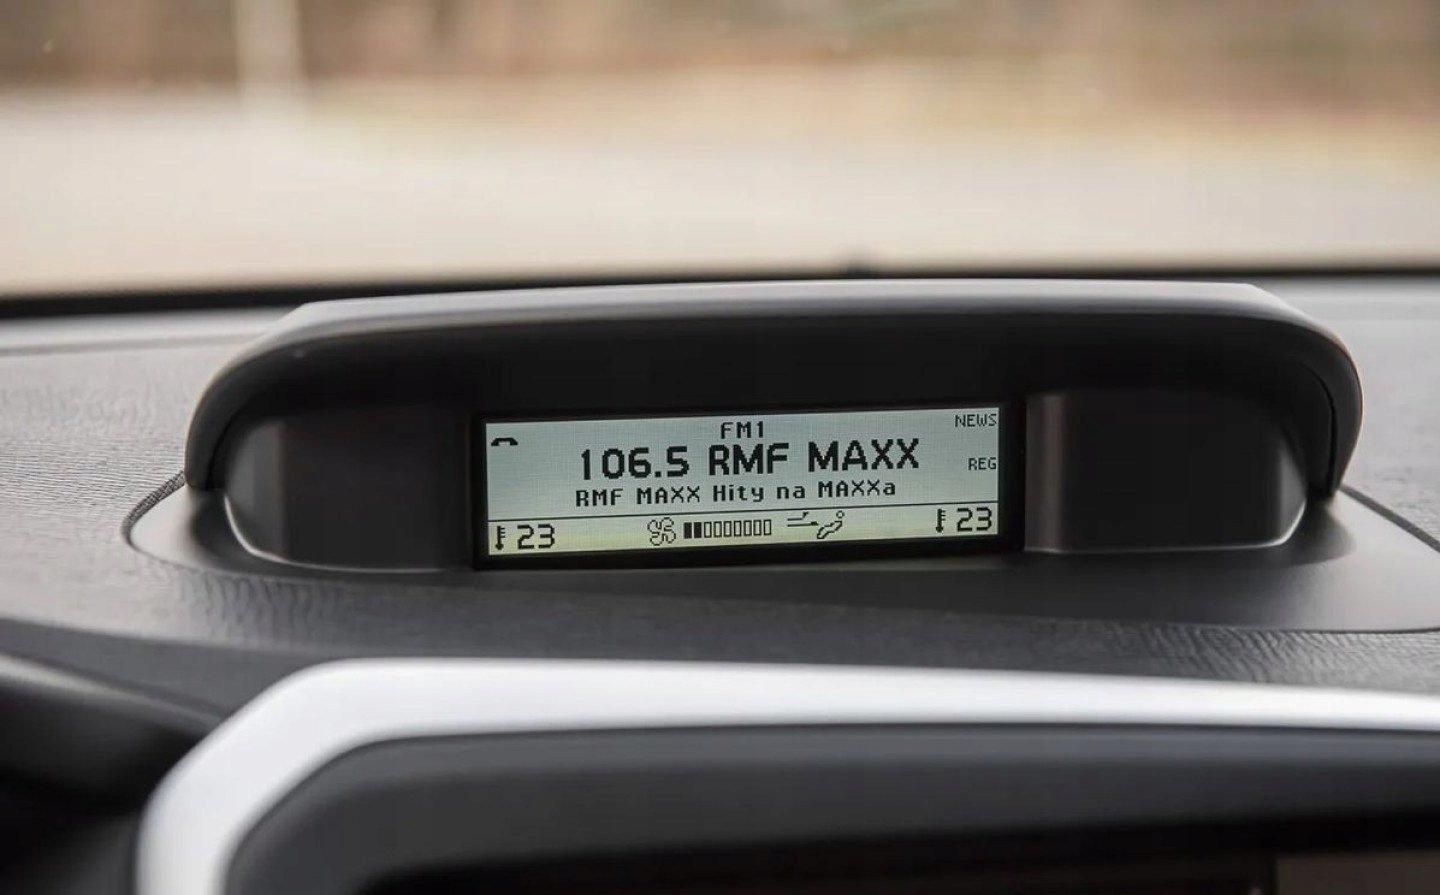 FM1
NEWS
106.5 RMF MAXX
REG
RMF MAXX Hity na MAXXa
23 23